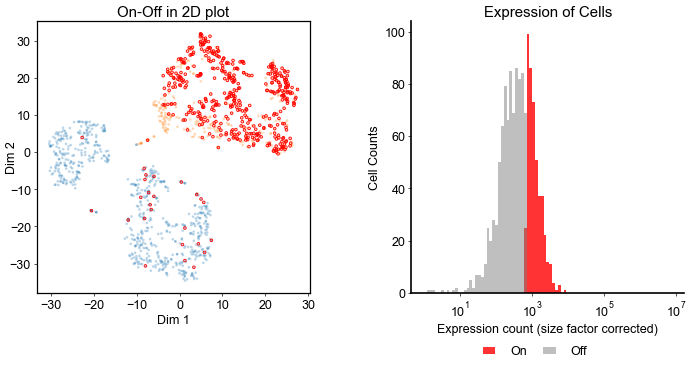 On-Off in 2D plot
30
20
10
0
−10
−20
−30
Dim 2
−30 −20 −10 0 10 20 30
Dim 1
Expression of Cells
100
80
60
40
20
0
Cell Counts
10^1 10^3 10^5 10^7
Expression count (size factor corrected)
On Off